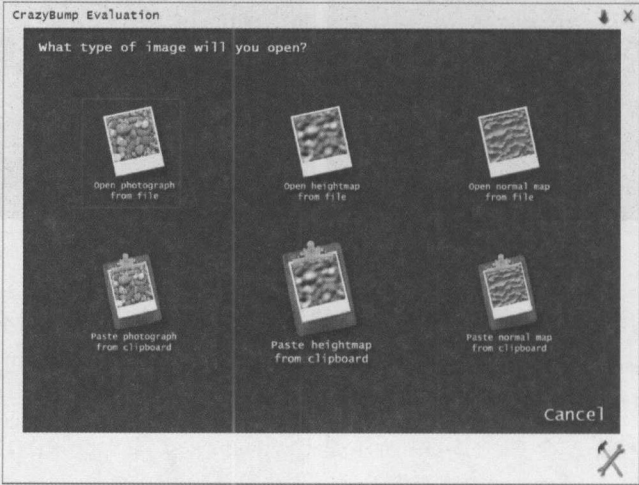 CrazyBump Evaluation
X
What type of image will you open?
Open photograph
from file
Open heightmap
from file
Open normal map
from file
Paste photograph
from clipboard
Paste heightmap
from clipboard
Paste normal map
from clipboard
Cancel